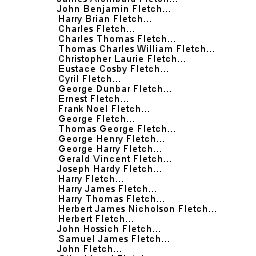 John Benjamin Fletch...
Harry Brian Fletch...
Charles Fletch...
Charles Thomas Fletch...
Thomas Charles William Fletch...
Christopher Laurie Fletch...
Eustace Cosby Fletch...
Cyril Fletch...
George Dunbar Fletch...
Ernest Fletch...
Frank Noel Fletch...
George Fletch...
Thomas George Fletch...
George Henry Fletch...
George Harry Fletch...
Gerald Vincent Fletch...
Joseph Hardy Fletch...
Harry Fletch...
Harry James Fletch...
Harry Thomas Fletch...
Herbert James Nicholson Fletch...
Herbert Fletch...
John Hossich Fletch...
Samuel James Fletch...
John Fletch...